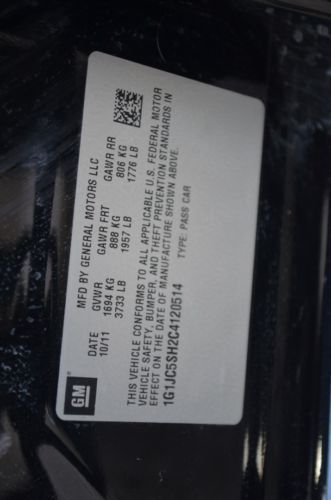 GM
MFD BY GENERAL MOTORS LLC
DATE GVWR GAWR FRT GAWR RR
10/11 1694 KG 888 KG 806 KG
3733 LB 1957 LB 1776 LB
THIS VEHICLE CONFORMS TO ALL APPLICABLE U.S. FEDERAL MOTOR
VEHICLE SAFETY, BUMPER, AND THEFT PREVENTION STANDARDS IN
EFFECT ON THE DATE OF MANUFACTURE SHOWN ABOVE.
1G1JC5SH2C4120514 TYPE: PASS CAR